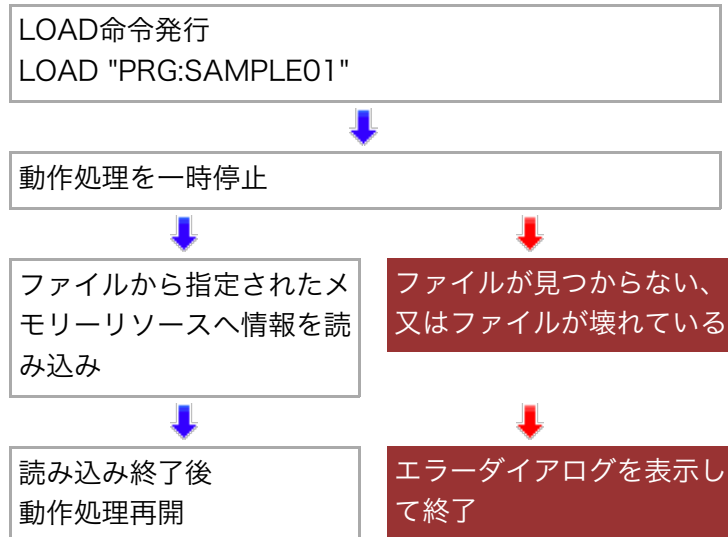 LOAD命令発行
LOAD "PRG:SAMPLE01"
動作処理を一時停止
ファイルから指定されたメ
モリーリソースへ情報を読
み込み
ファイルが見つからない、
又はファイルが壊れている
読み込み終了後
動作処理再開
エラーダイアログを表示し
て終了